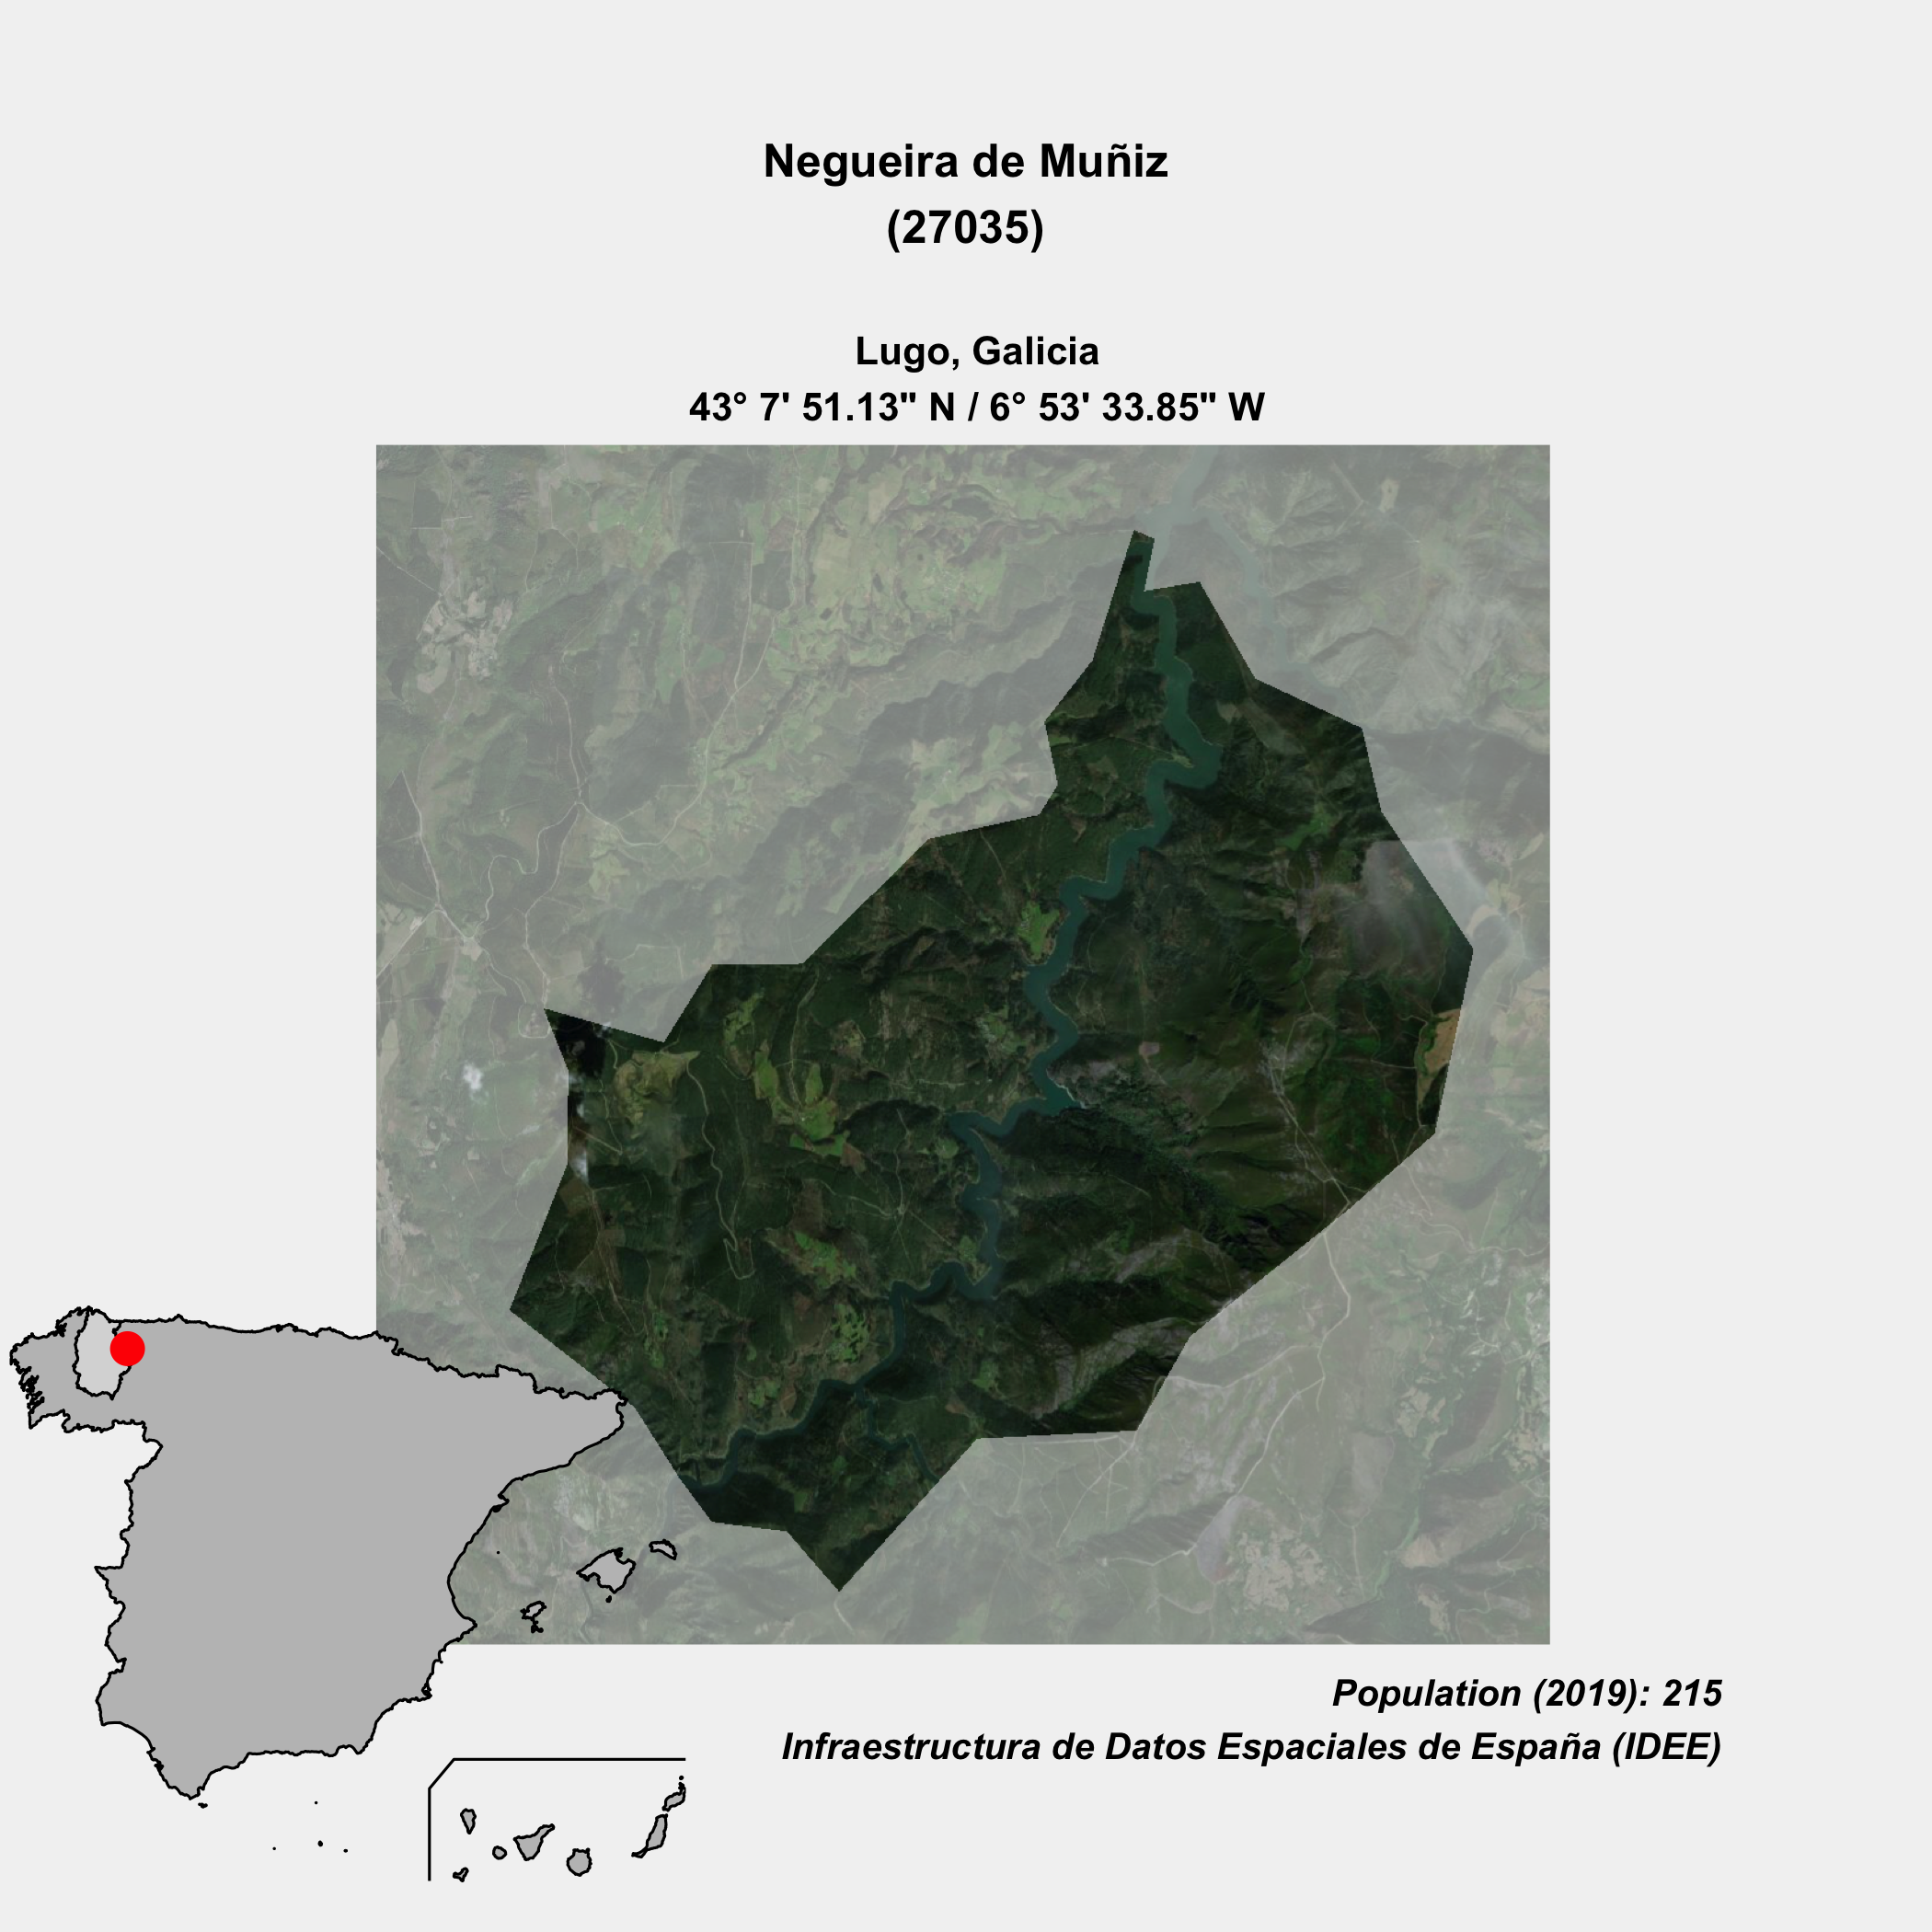 Negueira de Muñiz
(27035)
Lugo, Galicia
43° 7' 51.13" N / 6° 53' 33.85" W
Population (2019): 215
Infraestructura de Datos Espaciales de España (IDEE)